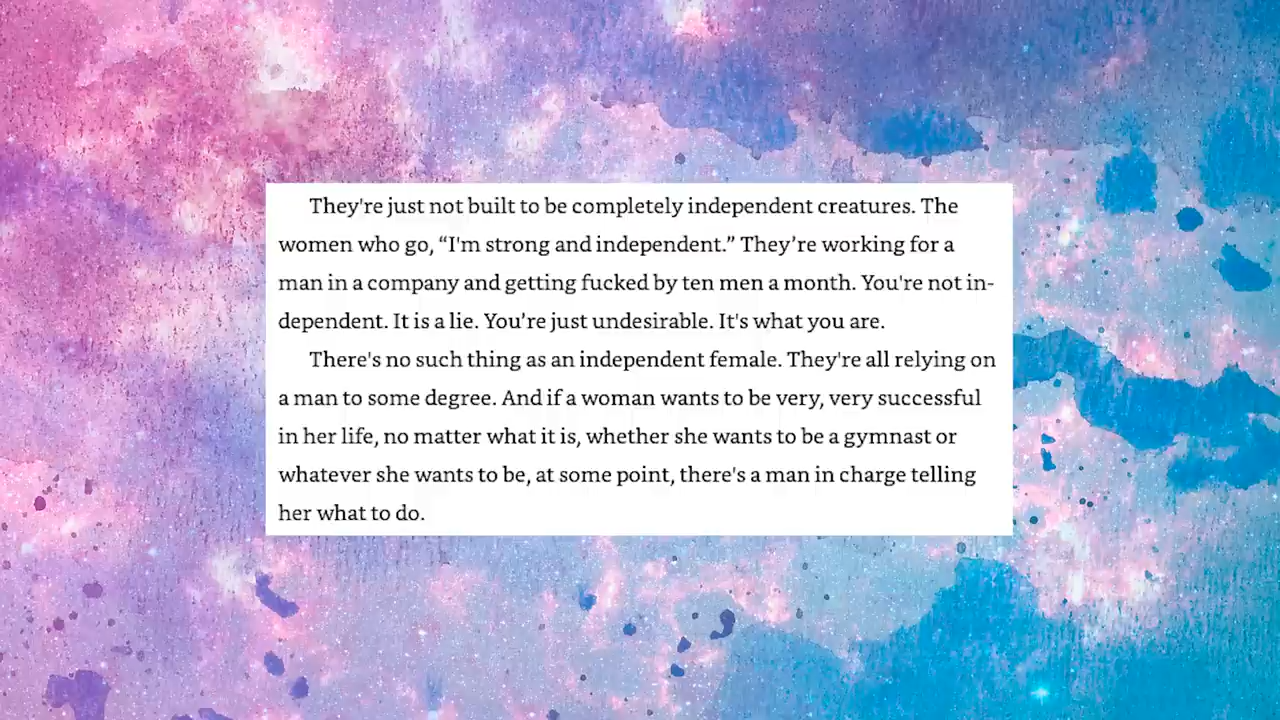 They're just not built to be completely independent creatures. The
women who go, “I'm strong and independent.” They’re working for a
man in a company and getting fucked by ten men a month. You're not in-
dependent. It is a lie. You’re just undesirable. It's what you are.
There's no such thing as an independent female. They're all relying on
a man to some degree. And if a woman wants to be very, very successful
in her life, no matter what it is, whether she wants to be a gymnast or
whatever she wants to be, at some point, there's a man in charge telling
her what to do.